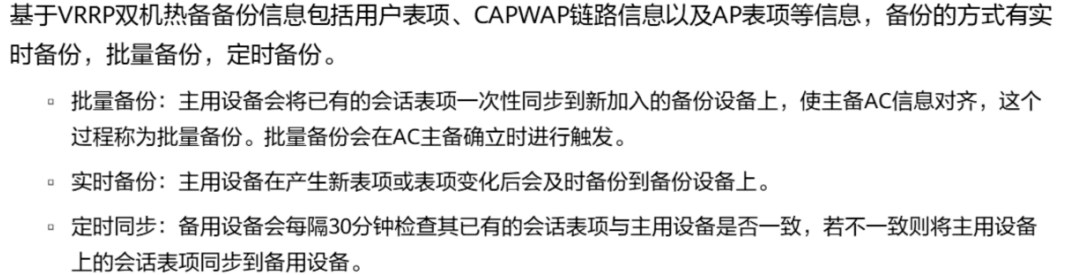 基于VRRP双机热备备份信息包括用户表项、CAPWAP链路信息以及AP表项等信息，备份的方式有实
时备份，批量备份，定时备份。
▫ 批量备份：主用设备会将已有的会话表项一次性同步到新加入的备份设备上，使主备AC信息对齐，这个
过程称为批量备份。批量备份会在AC主备确立时进行触发。
▫ 实时备份：主用设备在产生新表项或表项变化后会及时备份到备份设备上。
▫ 定时同步：备用设备会每隔30分钟检查其已有的会话表项与主用设备是否一致，若不一致则将主用设备
上的会话表项同步到备用设备。